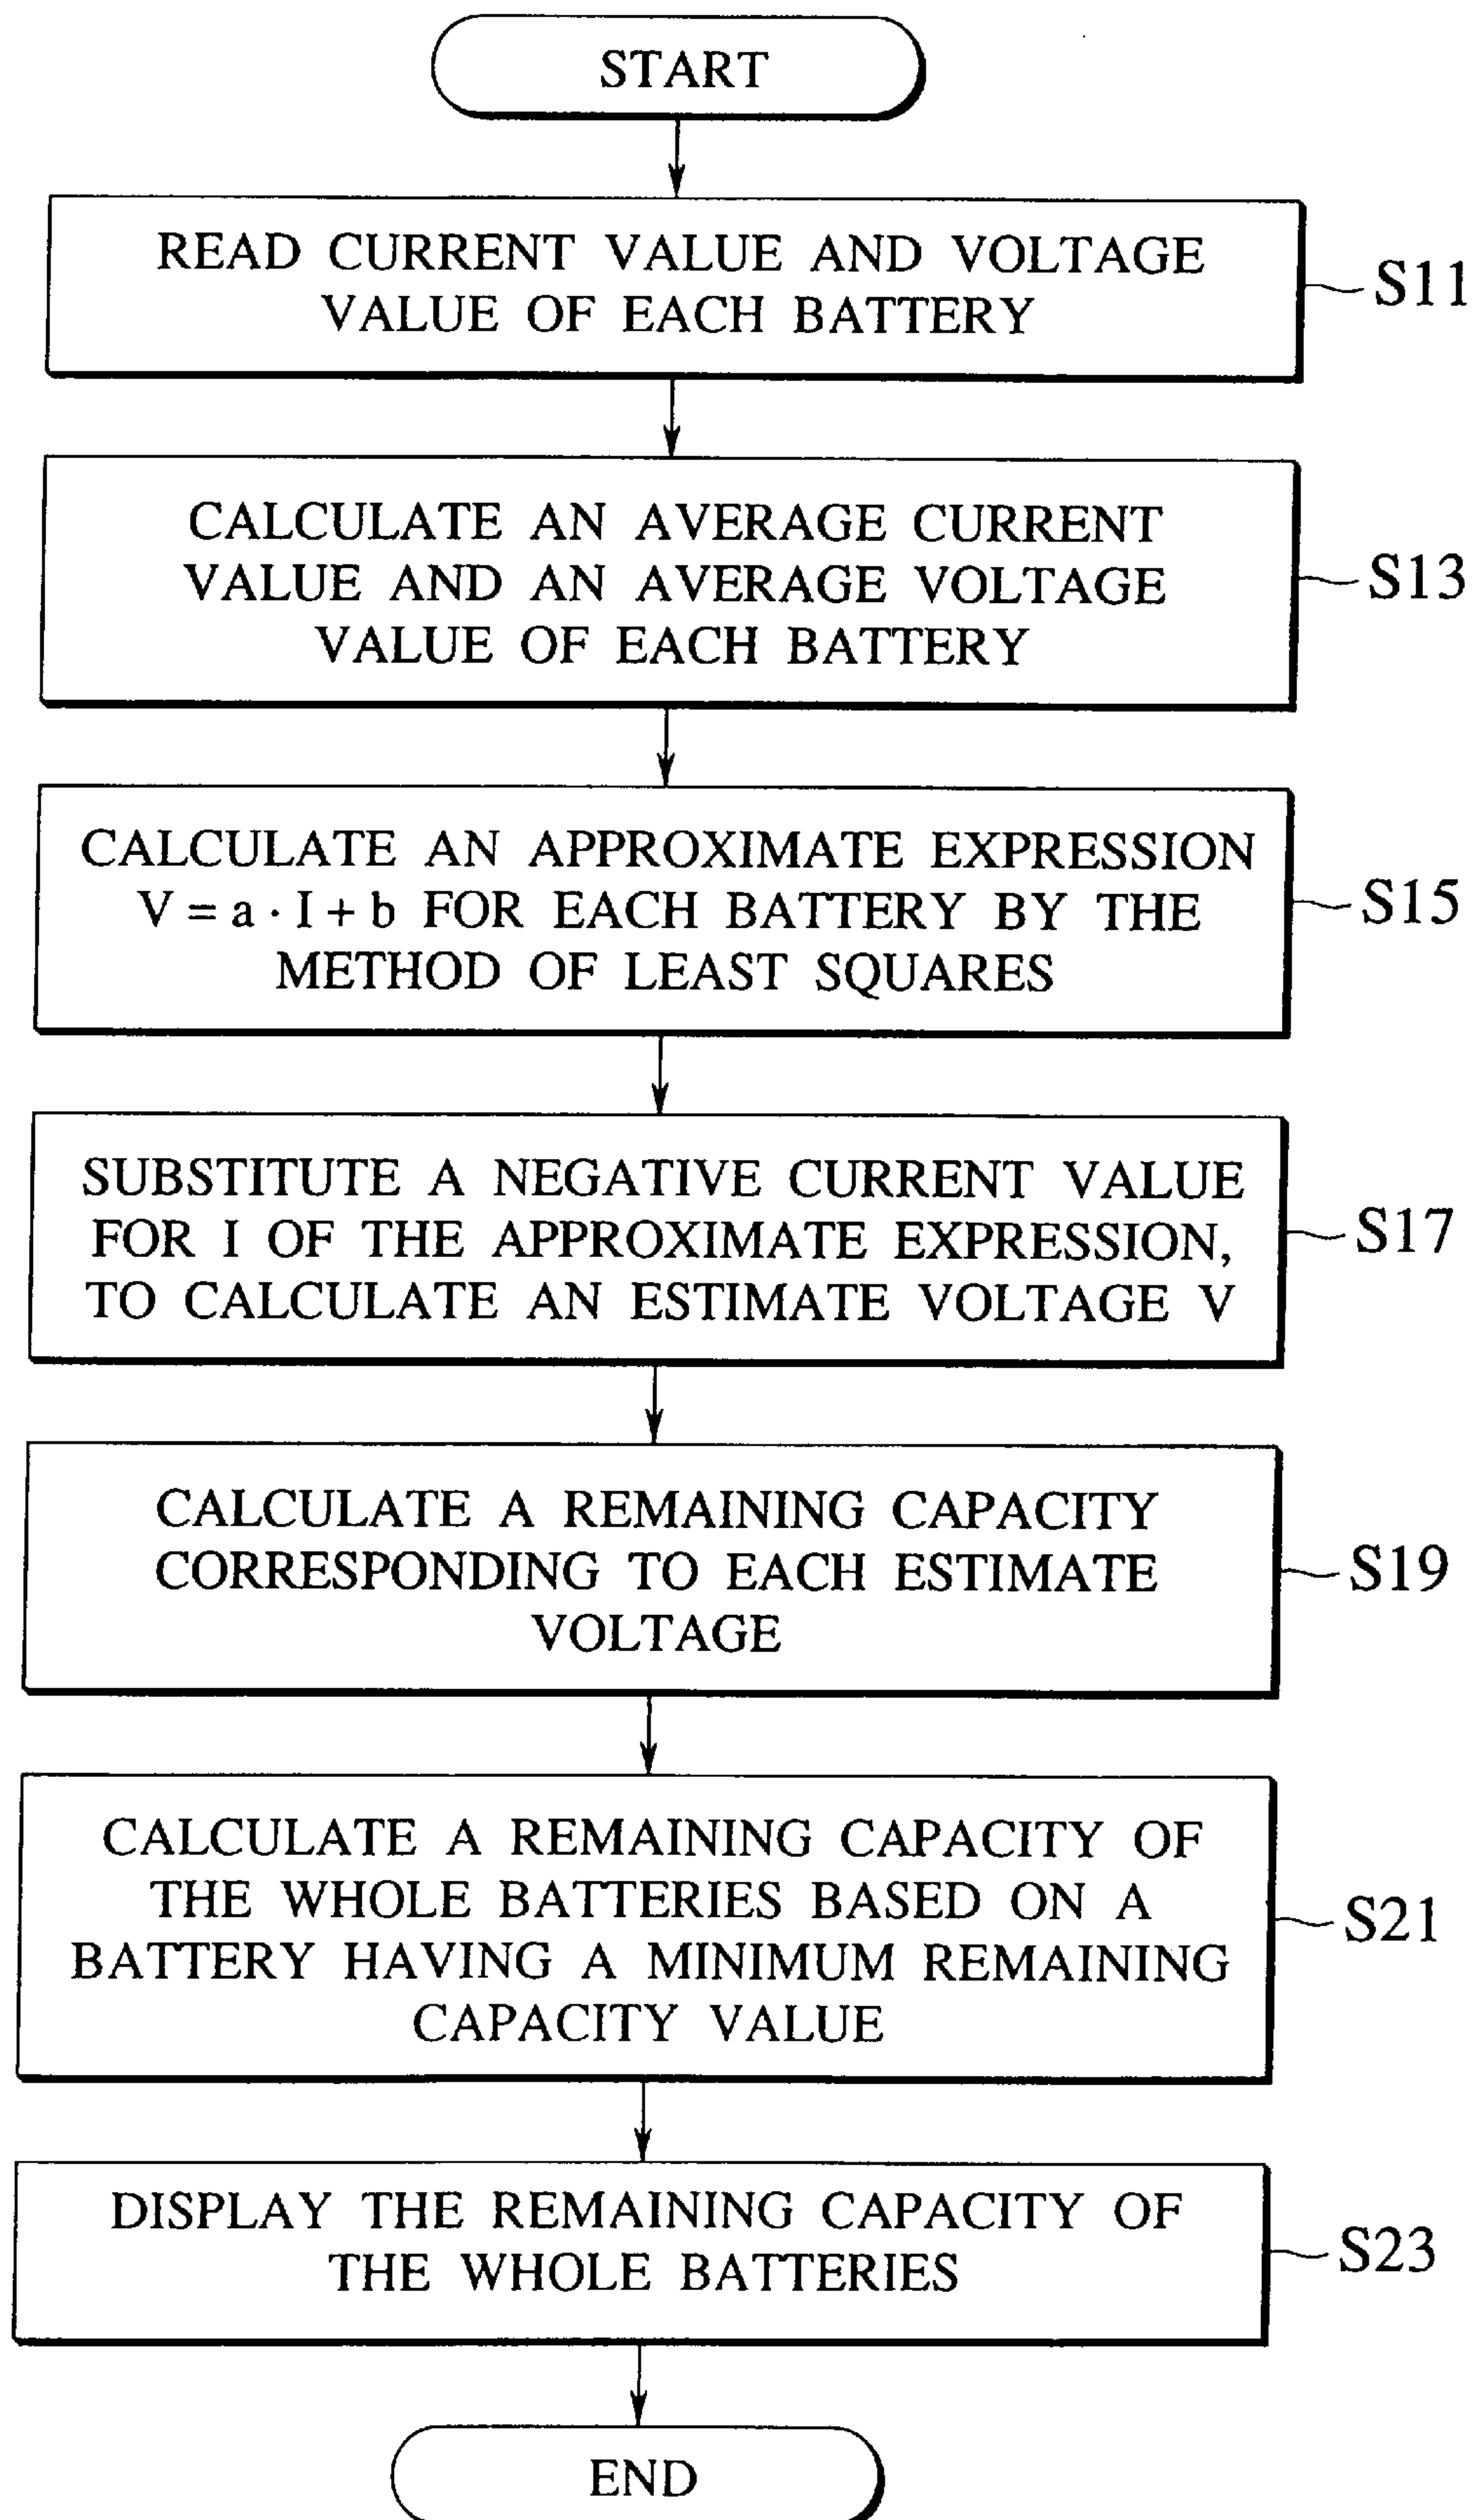 START
READ CURRENT VALUE AND VOLTAGE
VALUE OF EACH BATTERY
S11
CALCULATE AN AVERAGE CURRENT
VALUE AND AN AVERAGE VOLTAGE
VALUE OF EACH BATTERY
S13
CALCULATE AN APPROXIMATE EXPRESSION
V = a · I + b FOR EACH BATTERY BY THE
METHOD OF LEAST SQUARES
S15
SUBSTITUTE A NEGATIVE CURRENT VALUE
FOR I OF THE APPROXIMATE EXPRESSION,
TO CALCULATE AN ESTIMATE VOLTAGE V
S17
CALCULATE A REMAINING CAPACITY
CORRESPONDING TO EACH ESTIMATE
VOLTAGE
S19
CALCULATE A REMAINING CAPACITY OF
THE WHOLE BATTERIES BASED ON A
BATTERY HAVING A MINIMUM REMAINING
CAPACITY VALUE
S21
DISPLAY THE REMAINING CAPACITY OF
THE WHOLE BATTERIES
S23
END